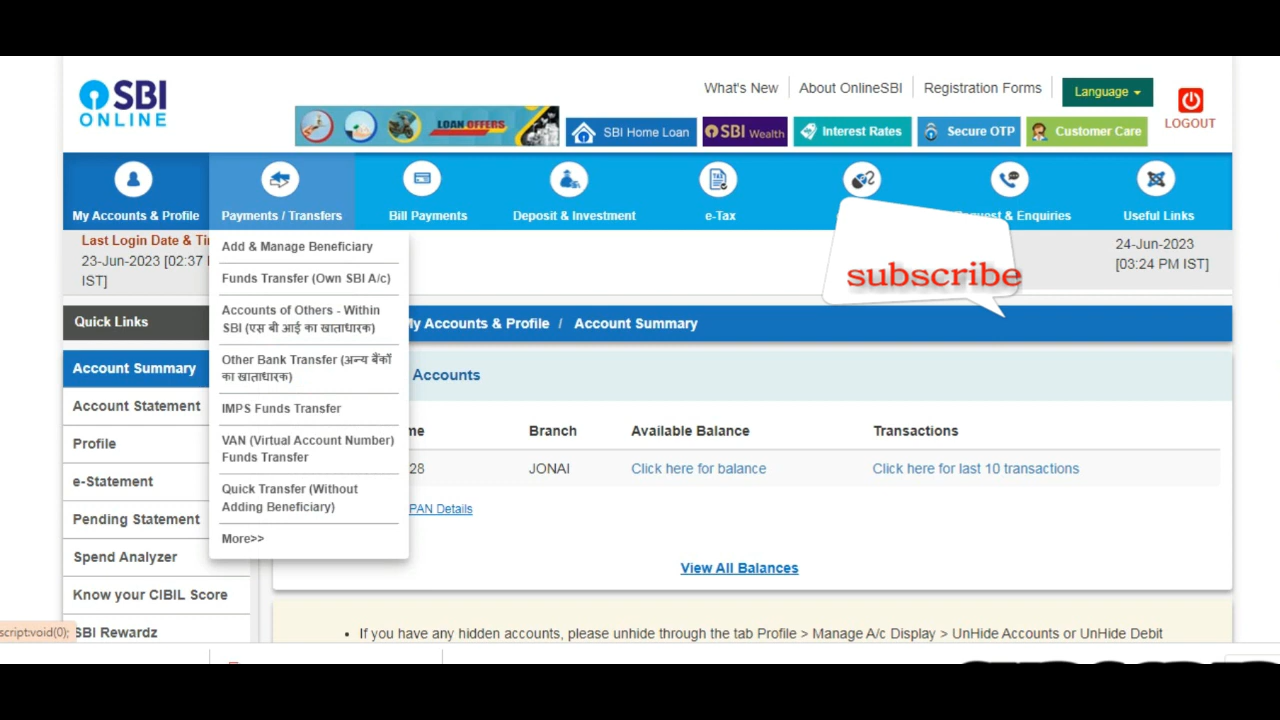 SBI
ONLINE
What's New
About OnlineSBI
Registration Forms
Language
LOGOUT
LOAN OFFERS
SBI Home Loan
SBI Wealth
Interest Rates
Secure OTP
Customer Care
My Accounts & Profile
Payments / Transfers
Bill Payments
Deposit & Investment
e-Tax
& Enquiries
Useful Links
Last Login Date &
23-Jun-2023 [02:37
IST]
24-Jun-2023
[03:24 PM IST]
subscribe
Add & Manage Beneficiary
Funds Transfer (Own SBI A/c)
Accounts of Others - Within
SBI (एस बी आई का खाताधारक)
Other Bank Transfer (अन्य बैंकों
का खाताधारक)
IMPS Funds Transfer
VAN (Virtual Account Number)
Funds Transfer
Quick Transfer (Without
Adding Beneficiary)
More>>
Quick Links
Account Summary
Account Statement
Profile
e-Statement
Pending Statement
Spend Analyzer
Know your CIBIL Score
SBI Rewardz
My Accounts & Profile / Account Summary
Accounts
Branch
Available Balance
Transactions
28
JONAI
Click here for balance
Click here for last 10 transactions
PAN Details
View All Balances
script:void(0);
• If you have any hidden accounts, please unhide through the tab Profile > Manage A/c Display > UnHide Accounts or UnHide Debit